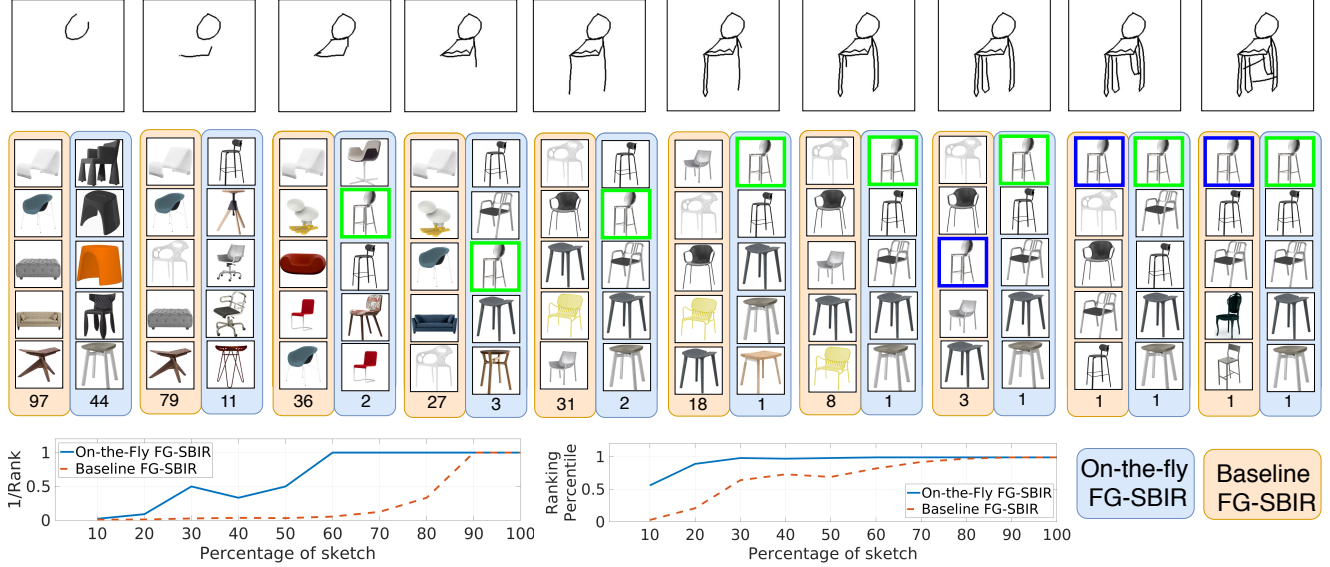 97 44 79 11 36 2 27 3 31 2 18 1 8 1 3 1 1 1 1 1
1/Rank
1
0.5
0
On-the-Fly FG-SBIR
Baseline FG-SBIR
10 20 30 40 50 60 70 80 90 100
Percentage of sketch
Ranking
Percentile
1
0.5
0
On-the-Fly FG-SBIR
Baseline FG-SBIR
10 20 30 40 50 60 70 80 90 100
Percentage of sketch
On-the-fly
FG-SBIR
Baseline
FG-SBIR